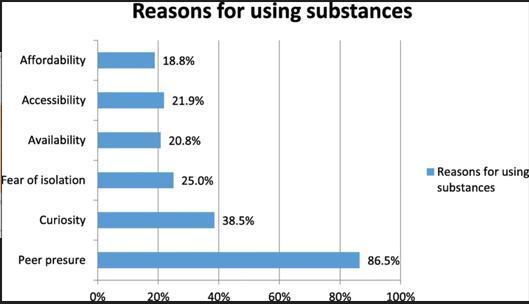 Reasons for using substances
Affordability 18.8%
Accessibility 21.9%
Availability 20.8%
Fear of isolation 25.0%
Curiosity 38.5%
Peer presure 86.5%
0% 20% 40% 60% 80% 100%
Reasons for using
substances